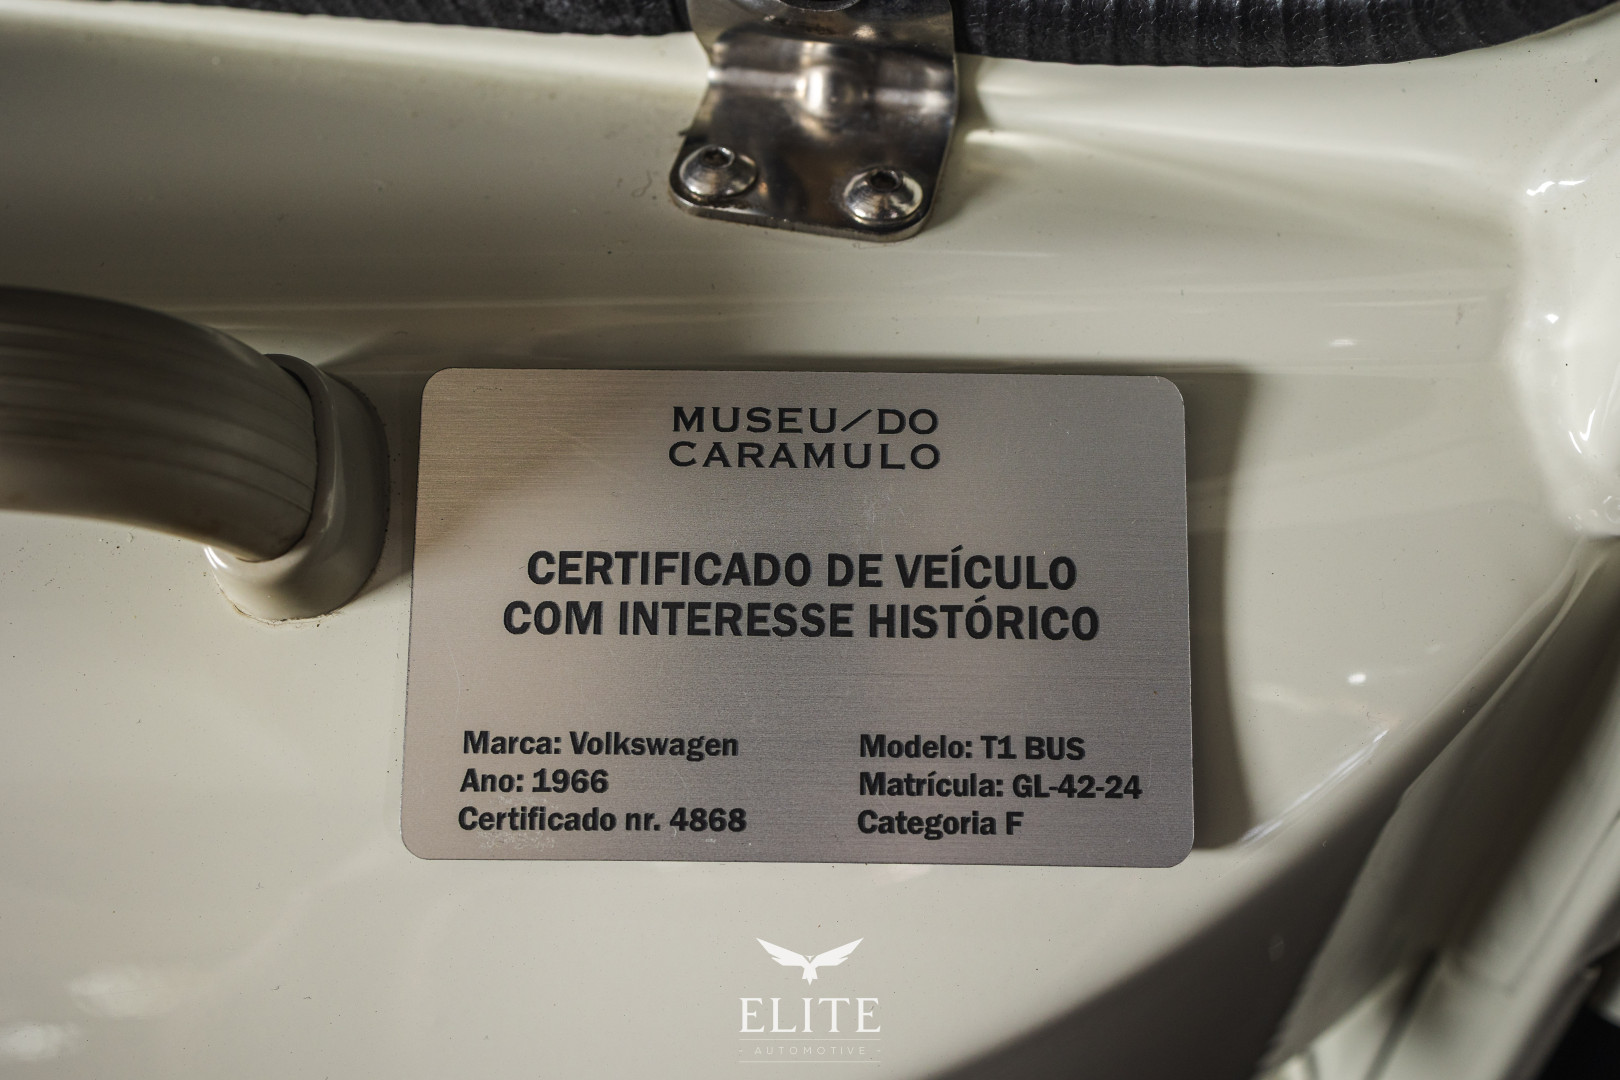 MUSEU/DO
CARAMULO
CERTIFICADO DE VEÍCULO
COM INTERESSE HISTÓRICO
Marca: Volkswagen
Ano: 1966
Certificado nr. 4868
Modelo: T1 BUS
Matrícula: GL-42-24
Categoria F
ELITE
- AUTOMOTIVE -